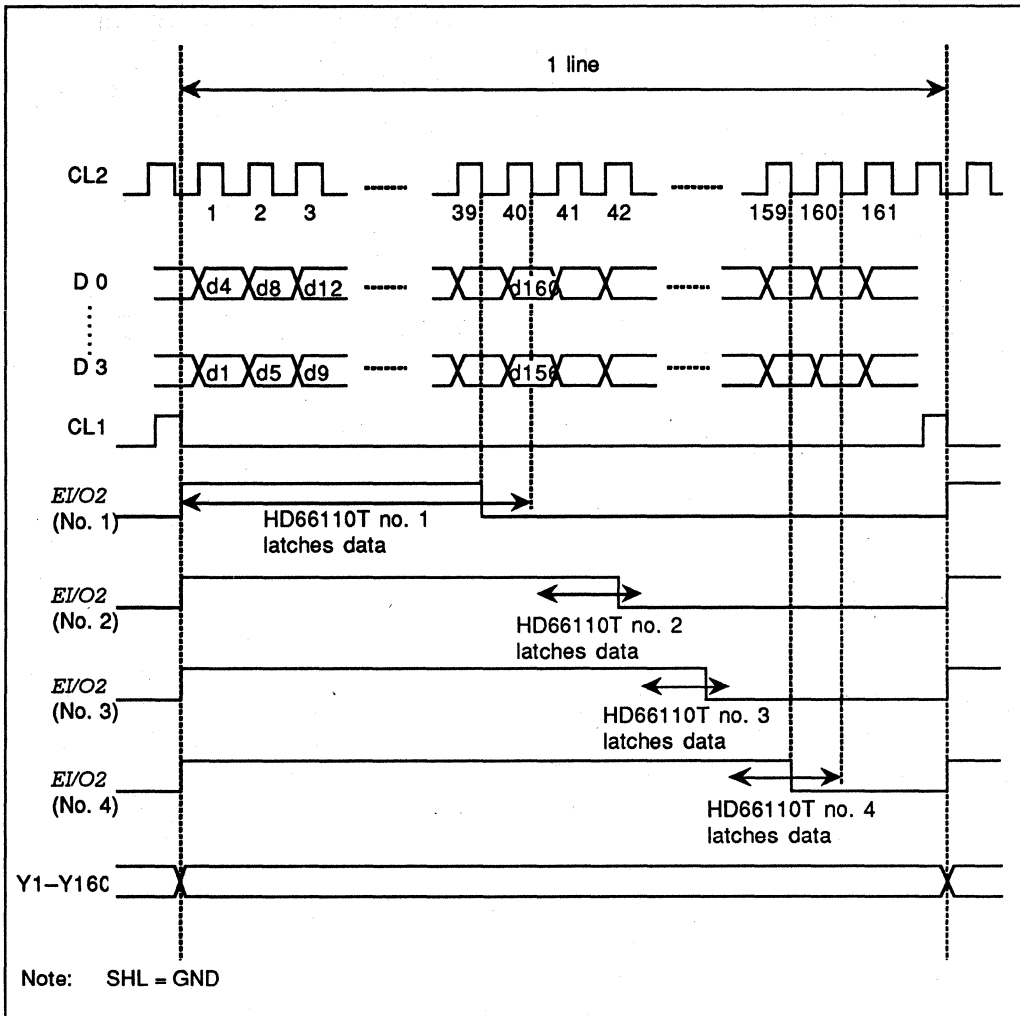 1 line
CL2
1 2 3 39 40 41 42 159 160 161
D 0 d4 d8 d12 d160
D 3 d1 d5 d9 d156
CL1
EI/O2
(No. 1)
HD66110T no. 1
latches data
EI/O2
(No. 2)
HD66110T no. 2
latches data
EI/O2
(No. 3)
HD66110T no. 3
latches data
EI/O2
(No. 4)
HD66110T no. 4
latches data
Y1–Y160
Note: SHL = GND